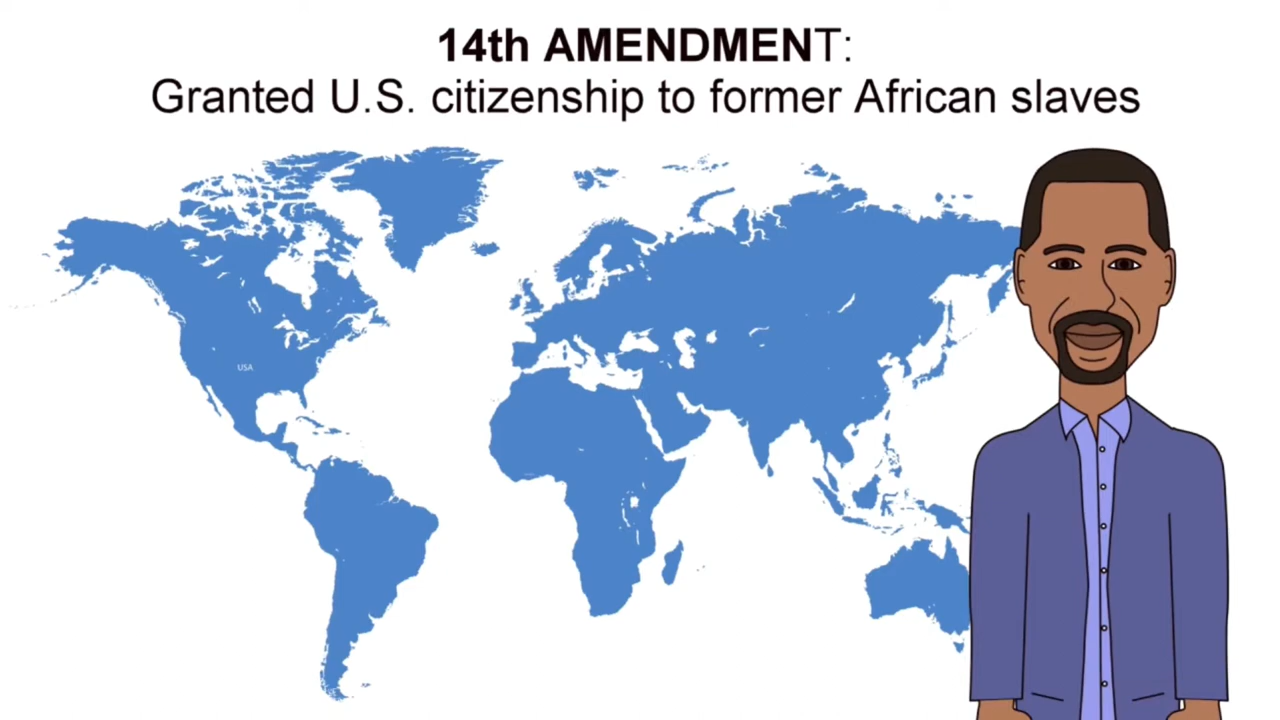 14th AMENDMENT:
Granted U.S. citizenship to former African slaves
USA